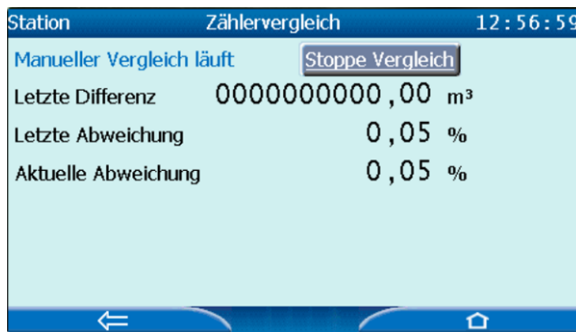 Station Zählervergleich 12:56:59
Manueller Vergleich läuft Stoppe Vergleich
Letzte Differenz 0000000000,00 m³
Letzte Abweichung 0,05 %
Aktuelle Abweichung 0,05 %